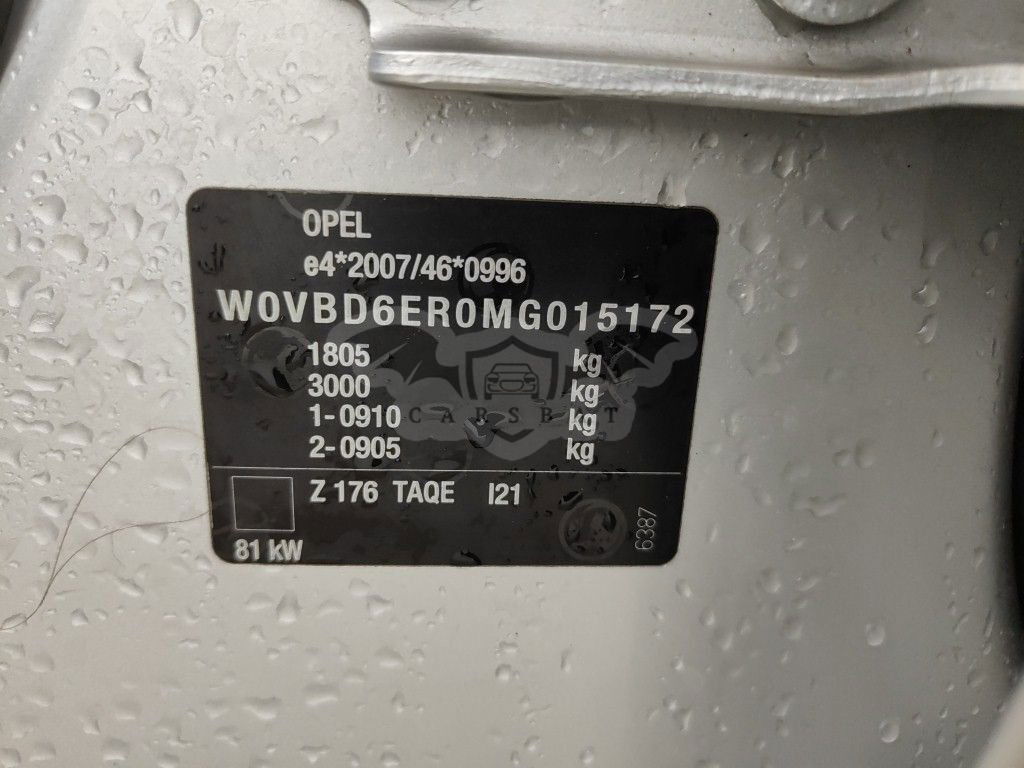 OPEL
e4*2007/46*0996
W0VBD6ER0MG015172
1805 kg
3000 kg
1-0910 kg
2-0905 kg
Z 176 TAQE I21
81 kW
6387
CARSBAT